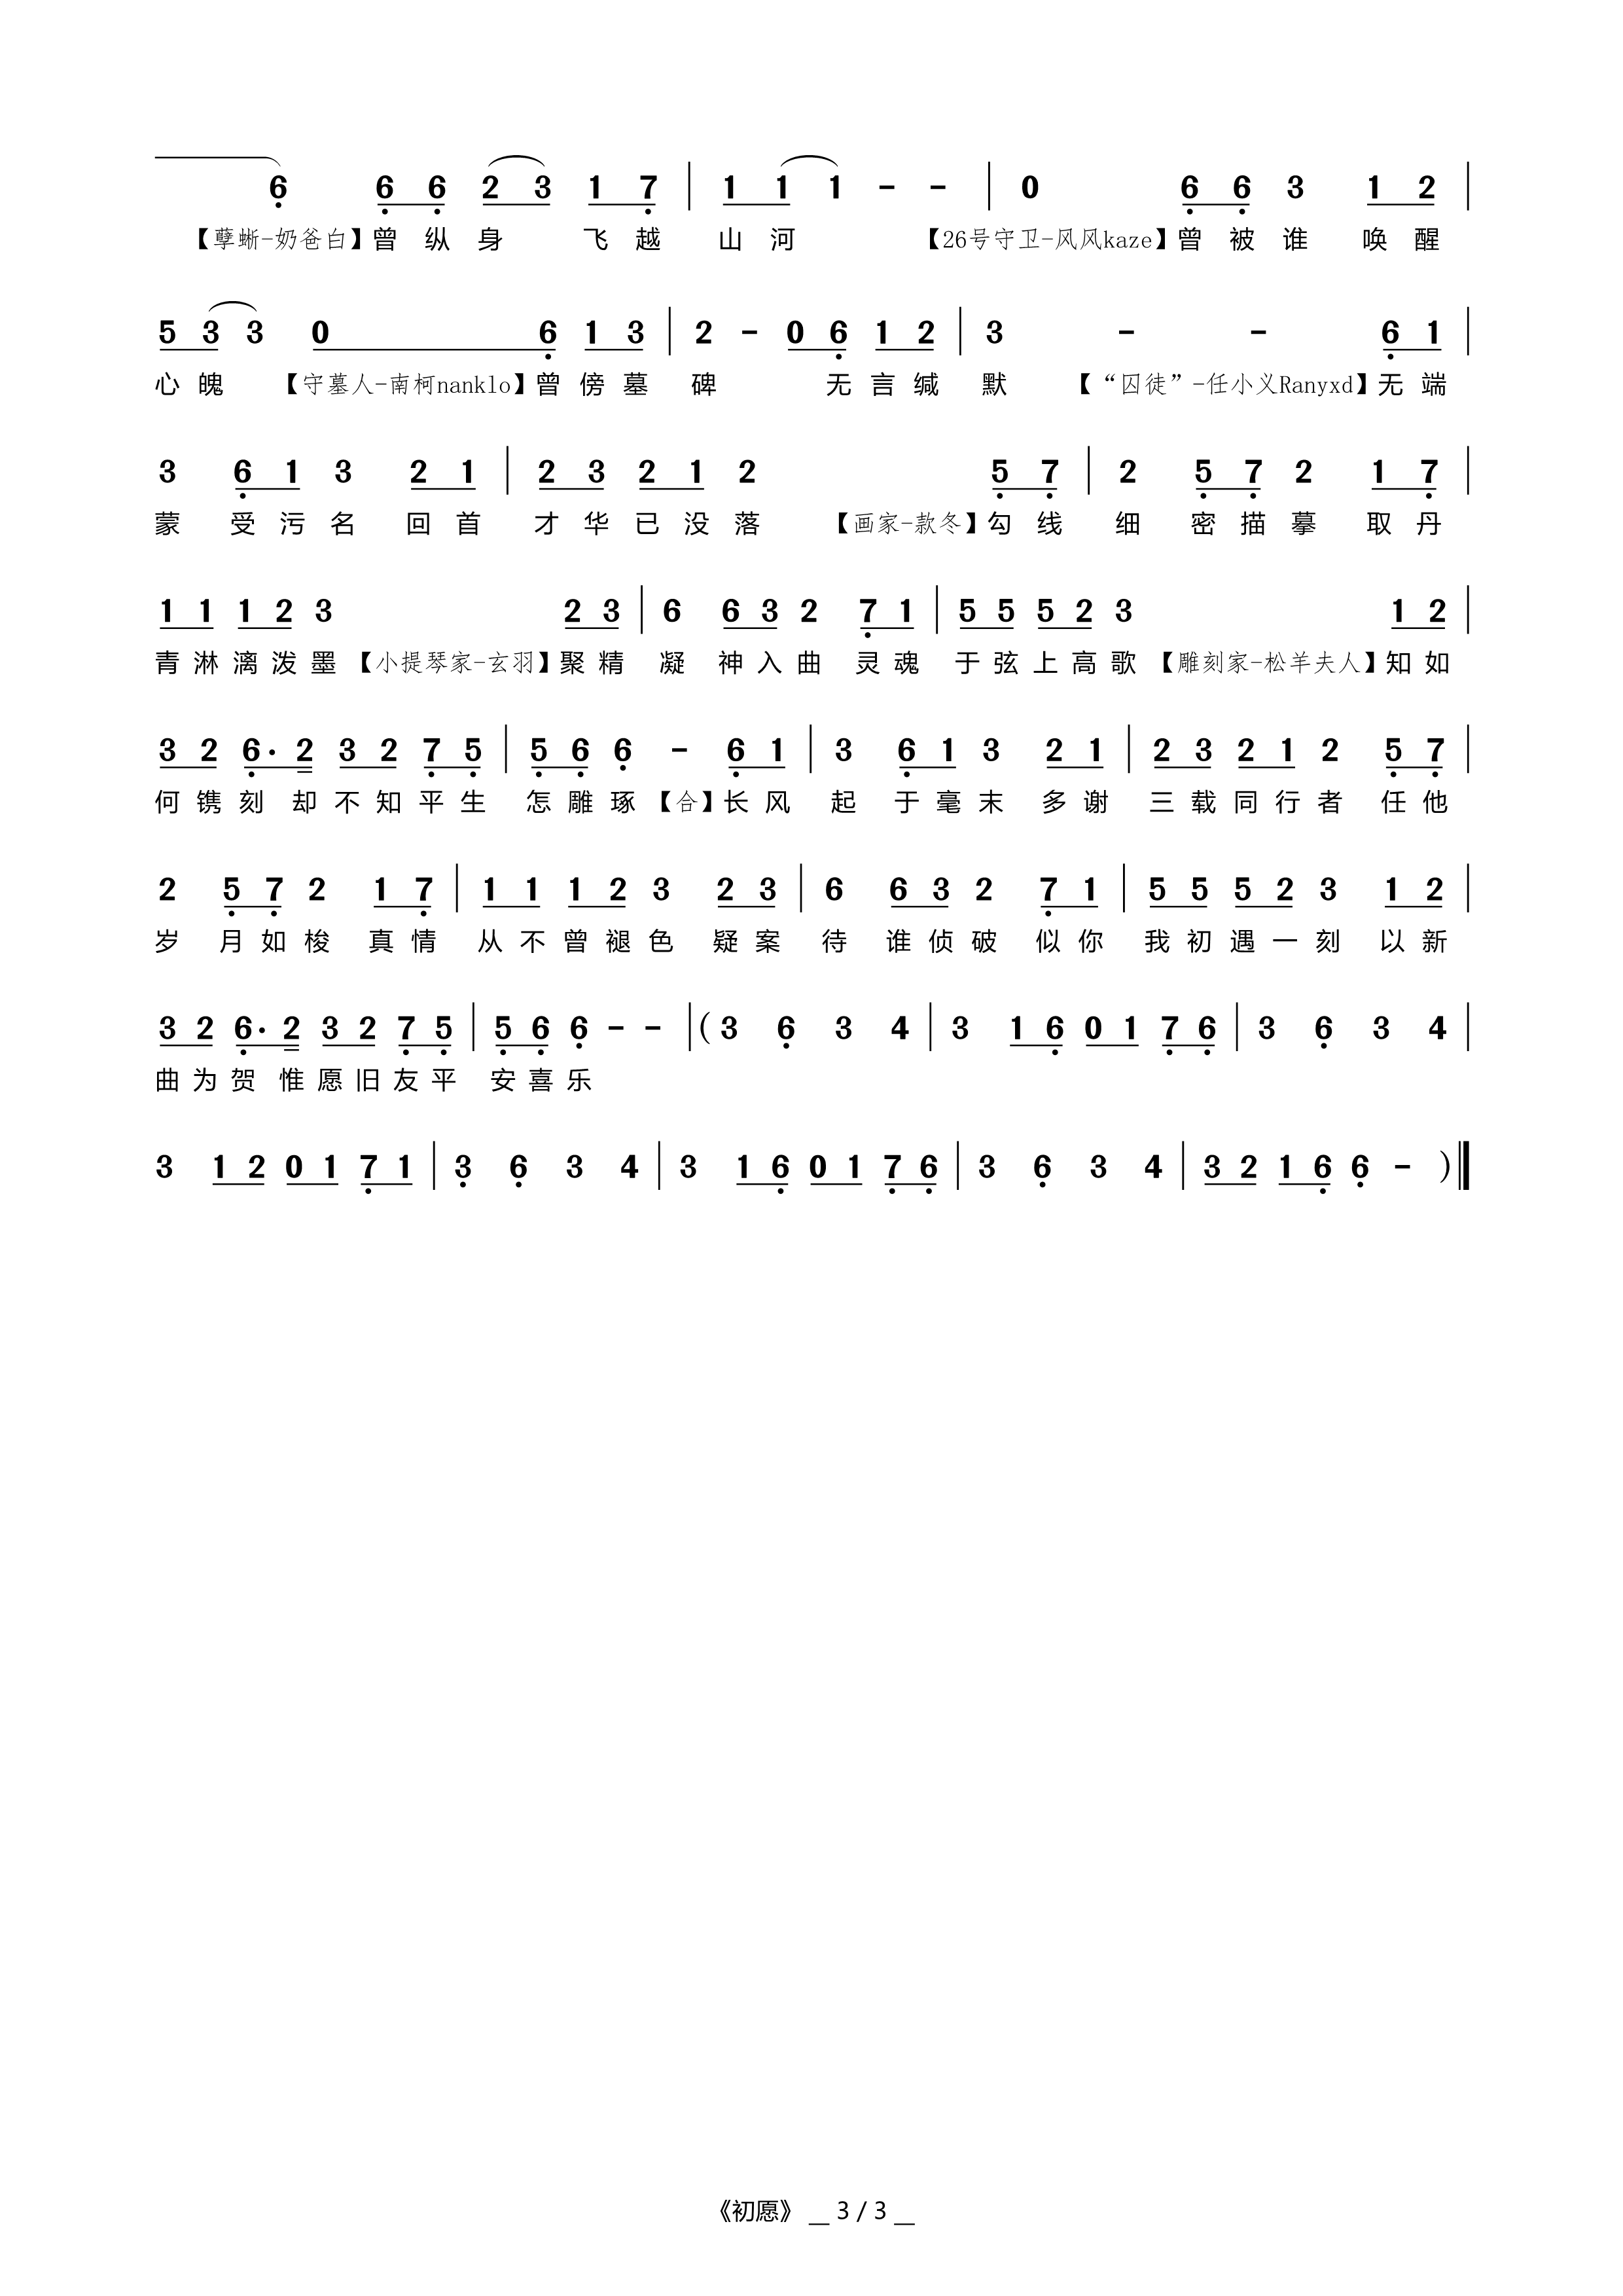 6 6 6 2 3 1 7 | 1 1 1 - - | 0 6 6 3 1 2 |
【孽蜥-奶爸白】曾 纵 身 飞 越 山 河 【26号守卫-风风kaze】曾 被 谁 唤 醒
5 3 3 0 6 1 3 | 2 - 0 6 1 2 | 3 - - 6 1 |
心 魄 【守墓人-南柯nanklo】曾 傍 墓 碑 无 言 缄 默 【“囚徒”-任小义Ranyxd】无 端
3 6 1 3 2 1 | 2 3 2 1 2 5 7 | 2 5 7 2 1 7 |
蒙 受 污 名 回 首 才 华 已 没 落 【画家-款冬】勾 线 细 密 描 摹 取 丹
1 1 1 2 3 2 3 | 6 6 3 2 7 1 | 5 5 5 2 3 1 2 |
青 淋 漓 泼 墨 【小提琴家-玄羽】聚 精 凝 神 入 曲 灵 魂 于 弦 上 高 歌 【雕刻家-松羊夫人】知 如
3 2 6· 2 3 2 7 5 | 5 6 6 - 6 1 | 3 6 1 3 2 1 | 2 3 2 1 2 5 7 |
何 镌 刻 却 不 知 平 生 怎 雕 琢 【合】长 风 起 于 毫 末 多 谢 三 载 同 行 者 任 他
2 5 7 2 1 7 | 1 1 1 2 3 2 3 | 6 6 3 2 7 1 | 5 5 5 2 3 1 2 |
岁 月 如 梭 真 情 从 不 曾 褪 色 疑 案 待 谁 侦 破 似 你 我 初 遇 一 刻 以 新
3 2 6· 2 3 2 7 5 | 5 6 6 - - | ( 3 6 3 4 | 3 1 6 0 1 7 6 | 3 6 3 4 |
曲 为 贺 惟 愿 旧 友 平 安 喜 乐
3 1 2 0 1 7 1 | 3 6 3 4 | 3 1 6 0 1 7 6 | 3 6 3 4 | 3 2 1 6 6 - )
《初愿》 __ 3 / 3 __